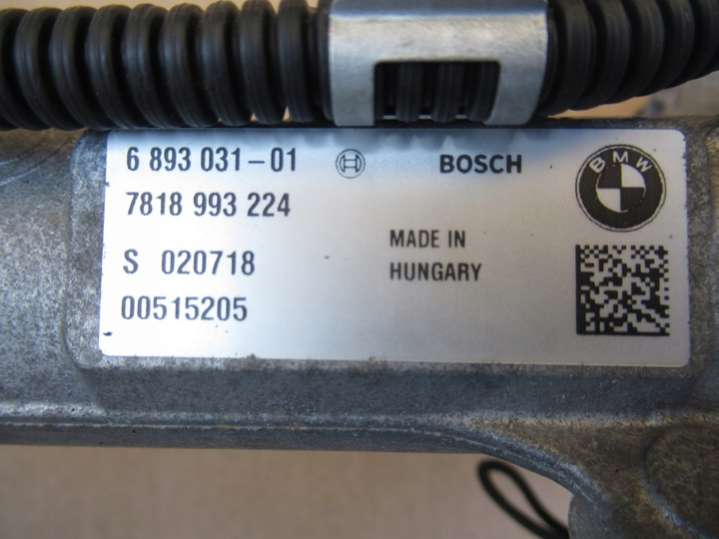 6 893 031-01
BOSCH
BMW
7818 993 224
MADE IN
HUNGARY
S 020718
00515205